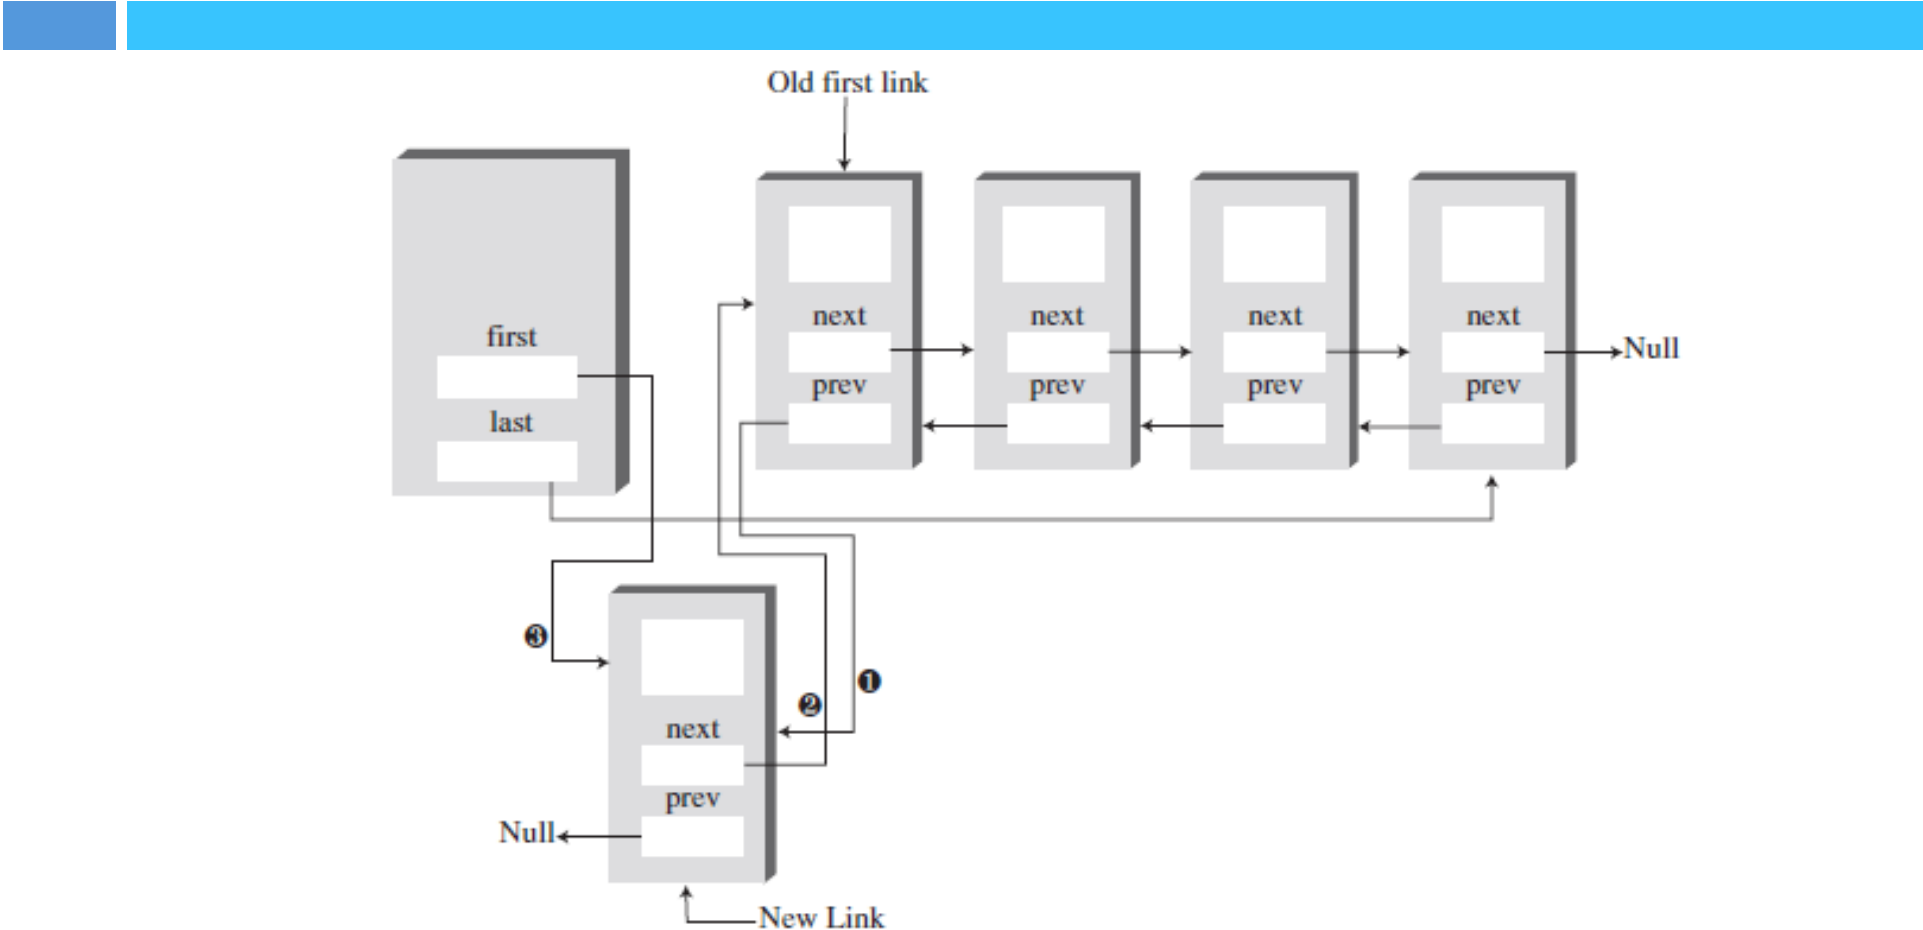 Old first link
first
last
next
prev
next
prev
next
prev
next
prev
Null
❸
❷
❶
next
prev
Null
New Link